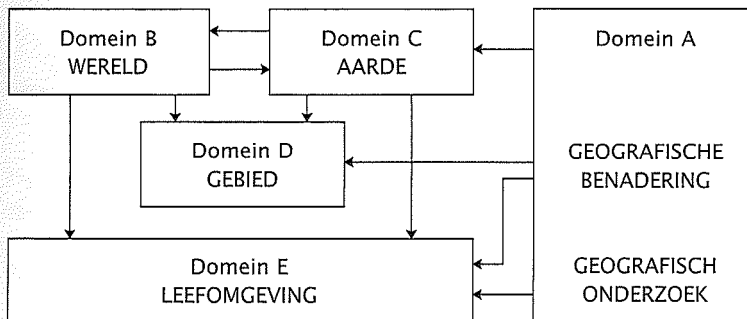 Domein B
WERELD
Domein C
AARDE
Domein A
Domein D
GEBIED
GEOGRAFISCHE
BENADERING
Domein E
LEEFOMGEVING
GEOGRAFISCH
ONDERZOEK